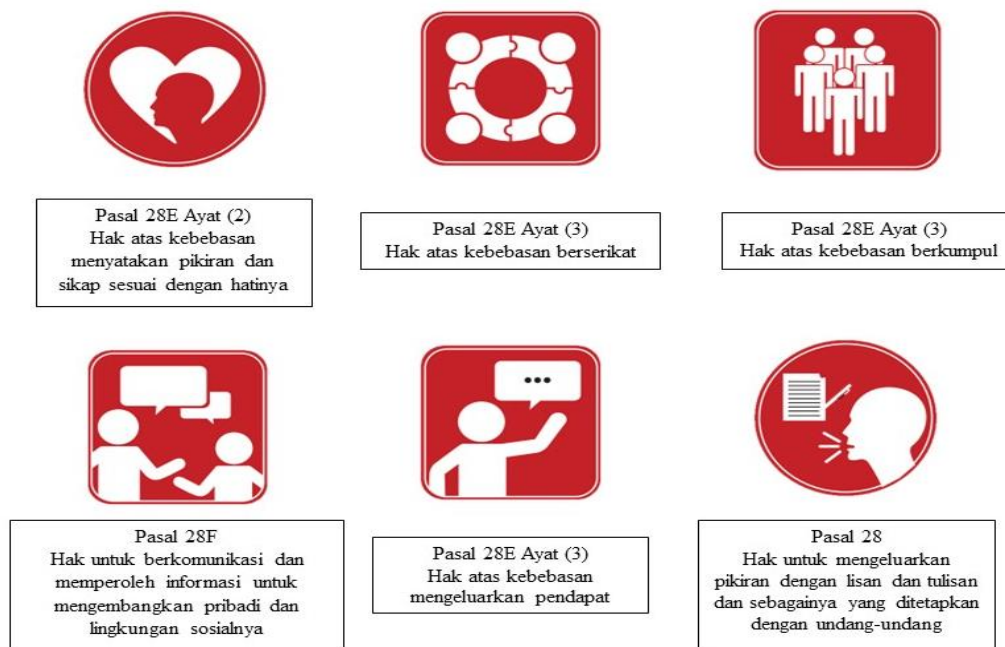 Pasal 28E Ayat (2)
Hak atas kebebasan
menyatakan pikiran dan
sikap sesuai dengan hatinya
Pasal 28E Ayat (3)
Hak atas kebebasan berserikat
Pasal 28E Ayat (3)
Hak atas kebebasan berkumpul
Pasal 28F
Hak untuk berkomunikasi dan
memperoleh informasi untuk
mengembangkan pribadi dan
lingkungan sosialnya
Pasal 28E Ayat (3)
Hak atas kebebasan
mengeluarkan pendapat
Pasal 28
Hak untuk mengeluarkan
pikiran dengan lisan dan tulisan
dan sebagainya yang ditetapkan
dengan undang-undang